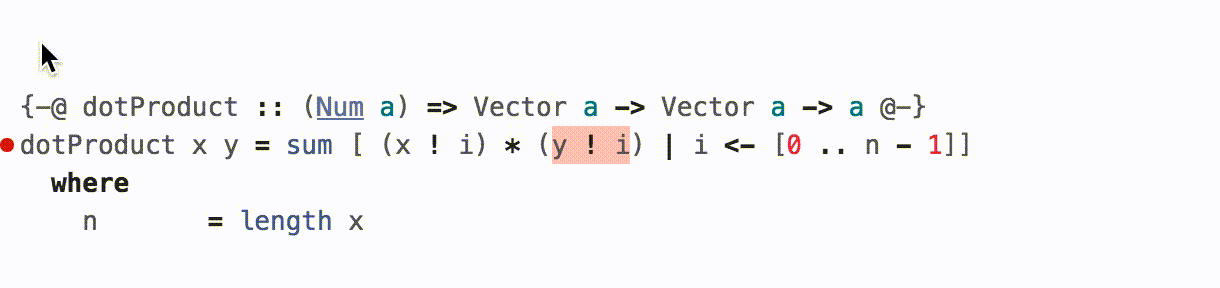 {-@ dotProduct :: (Num a) => Vector a -> Vector a -> a @-}
dotProduct x y = sum [ (x ! i) * (y ! i) | i <- [0 .. n - 1]]
where
n = length x